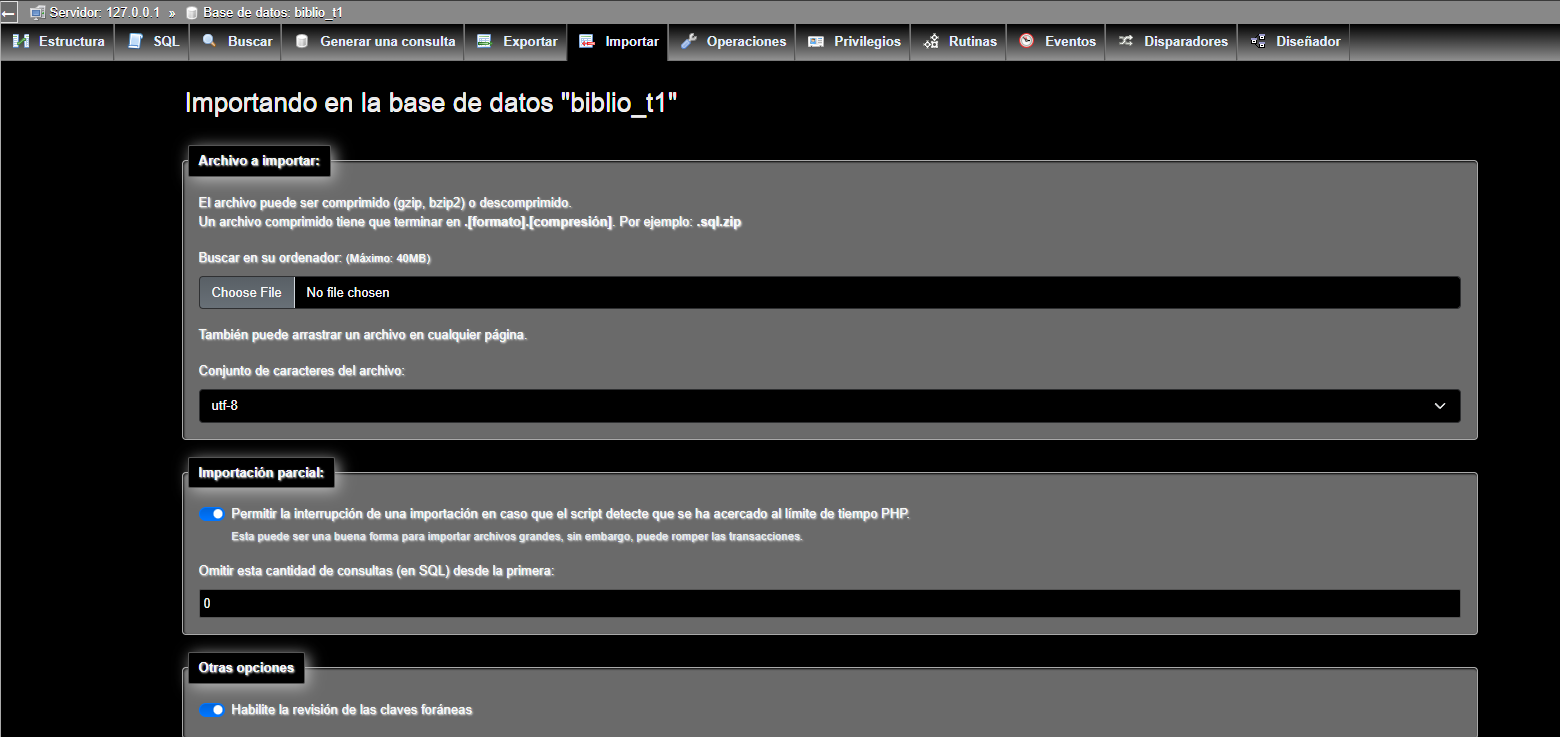 Servidor: 127.0.0.1 » Base de datos: biblio_t1
Estructura SQL Buscar Generar una consulta Exportar Importar Operaciones Privilegios Rutinas Eventos Disparadores Diseñador
Importando en la base de datos "biblio_t1"
Archivo a importar:
El archivo puede ser comprimido (gzip, bzip2) o descomprimido.
Un archivo comprimido tiene que terminar en .[formato].[compresión]. Por ejemplo: .sql.zip
Buscar en su ordenador: (Máximo: 40MB)
Choose File No file chosen
También puede arrastrar un archivo en cualquier página.
Conjunto de caracteres del archivo:
utf-8
Importación parcial:
Permitir la interrupción de una importación en caso que el script detecte que se ha acercado al límite de tiempo PHP.
Esta puede ser una buena forma para importar archivos grandes, sin embargo, puede romper las transacciones.
Omitir esta cantidad de consultas (en SQL) desde la primera:
0
Otras opciones
Habilite la revisión de las claves foráneas